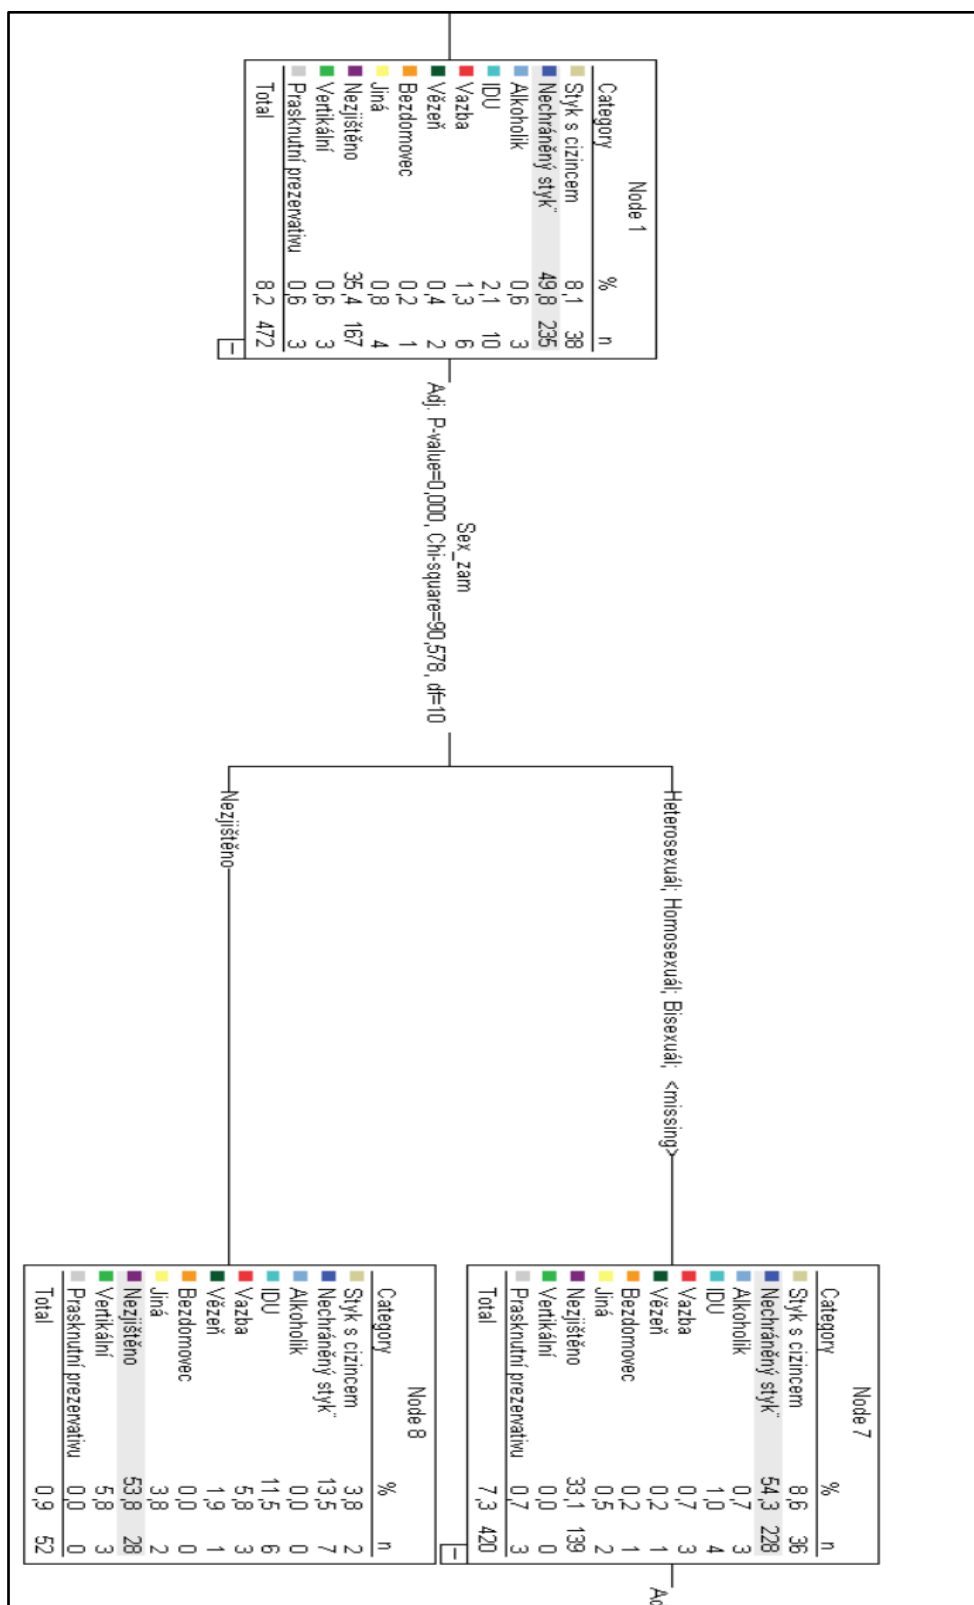 Node 1
Category % n
Styk s cizincem 8,1 38
Nechráněný styk¨ 49,8 235
Alkoholik 0,6 3
IDU 2,1 10
Vazba 1,3 6
Vězeň 0,4 2
Bezdomovec 0,2 1
Jiná 0,8 4
Nezjištěno 35,4 167
Vertikální 0,6 3
Prasknutní prezervativu 0,6 3
Total 8,2 472
Sex_zam
Adj. P-value=0,000, Chi-square=90,578, df=10
Heterosexuál; Homosexuál; Bisexuál; <missing>
Nezjištěno
Node 7
Category % n
Styk s cizincem 8,6 36
Nechráněný styk¨ 54,3 228
Alkoholik 0,7 3
IDU 1,0 4
Vazba 0,7 3
Vězeň 0,2 1
Bezdomovec 0,2 1
Jiná 0,5 2
Nezjištěno 33,1 139
Vertikální 0,0 0
Prasknutní prezervativu 0,7 3
Total 7,3 420
Ad
Node 8
Category % n
Styk s cizincem 3,8 2
Nechráněný styk¨ 13,5 7
Alkoholik 0,0 0
IDU 11,5 6
Vazba 5,8 3
Vězeň 1,9 1
Bezdomovec 0,0 0
Jiná 3,8 2
Nezjištěno 53,8 28
Vertikální 5,8 3
Prasknutní prezervativu 0,0 0
Total 0,9 52